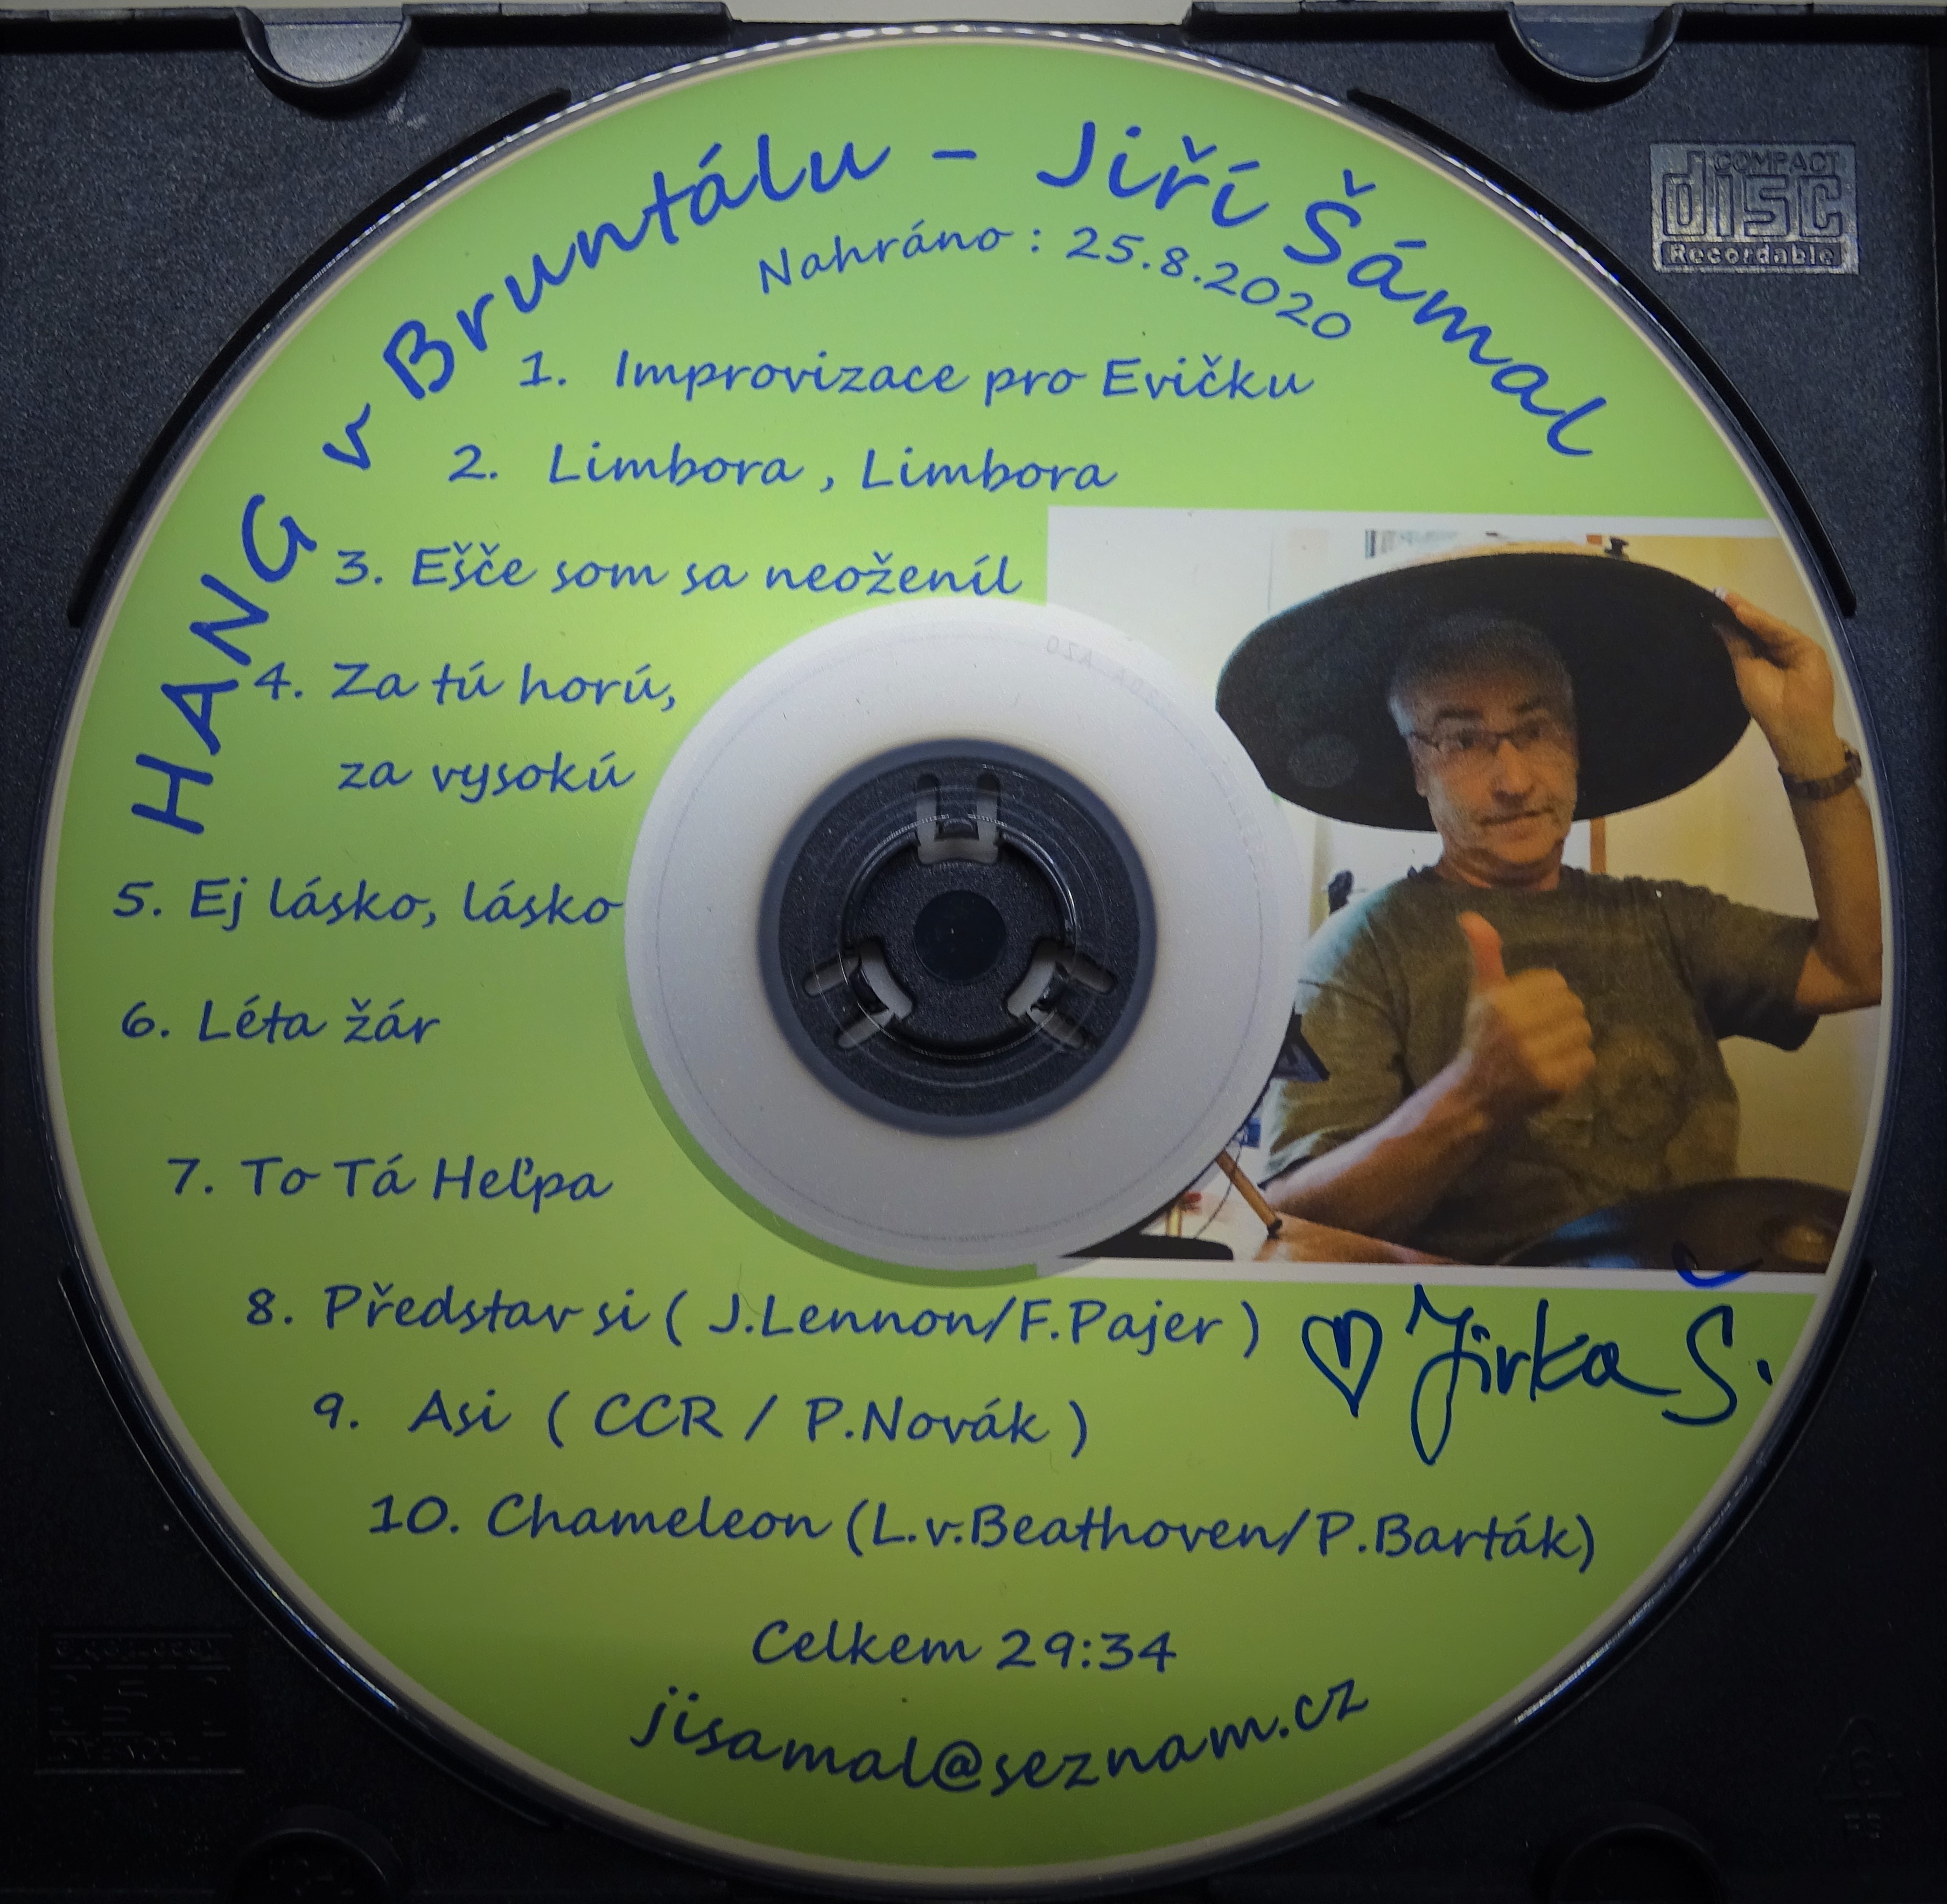 HANG v Bruntálu - Jiří Šámal
Nahráno : 25.8.2020
1. Improvizace pro Evičku
2. Limbora , Limbora
3. Ešče som sa neoženíl
4. Za tú horú,
za vysokú
5. Ej lásko, lásko
6. Léta žár
7. To Tá Heľpa
8. Představ si ( J.Lennon/F.Pajer )
♡ Jirka Š.
9. Asi ( CCR / P.Novák )
10. Chameleon (L.v.Beathoven/P.Barták)
Celkem 29:34
jisamal@seznam.cz
COMPACT
disc
Recordable